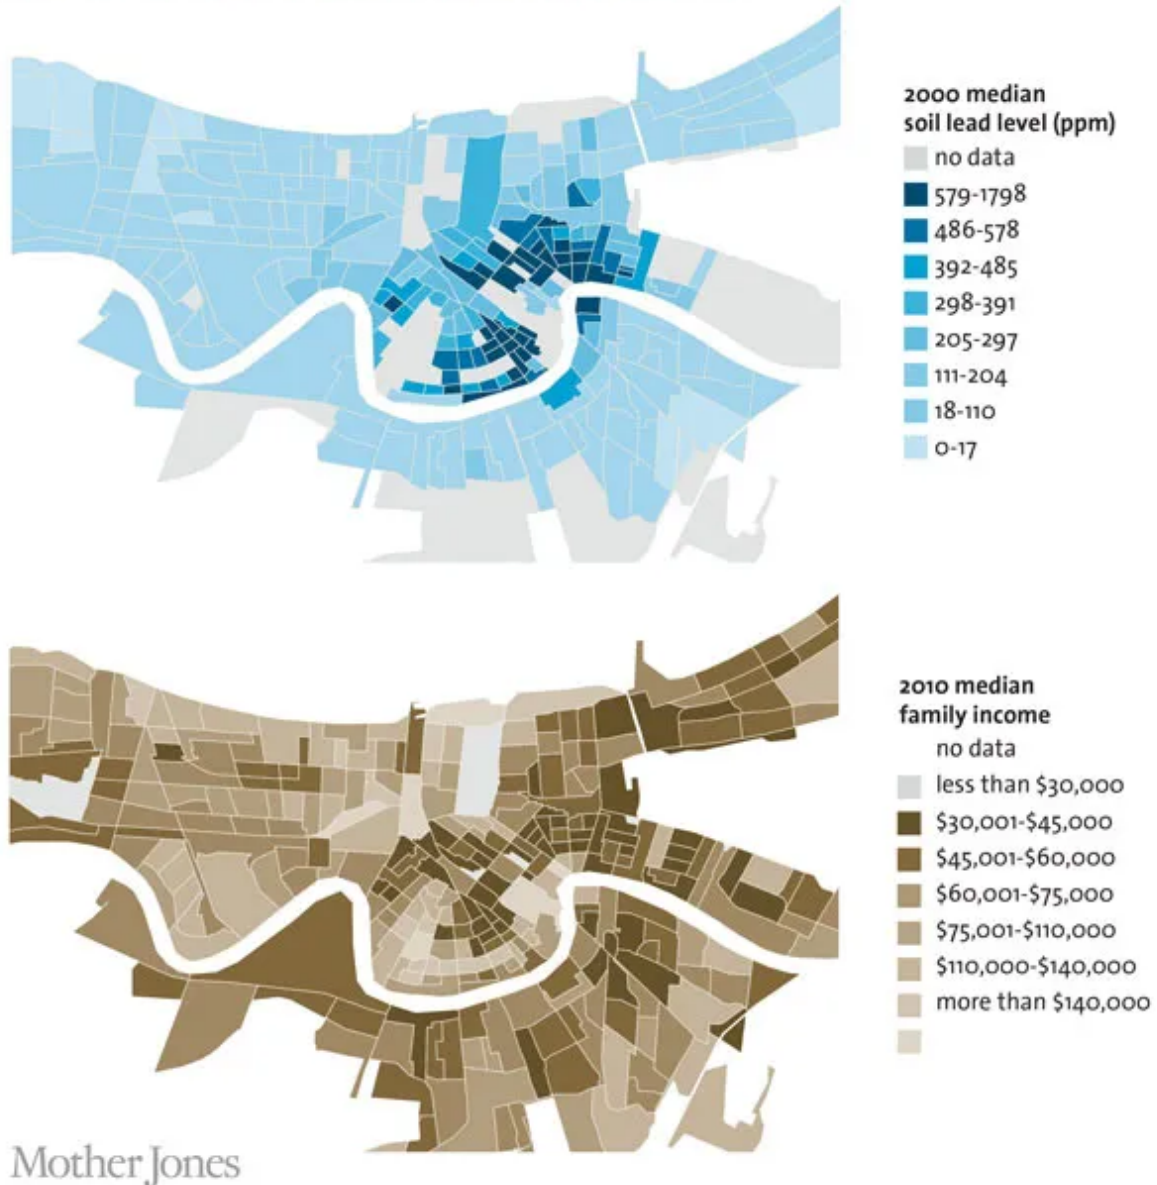 2000 median
soil lead level (ppm)
no data
579-1798
486-578
392-485
298-391
205-297
111-204
18-110
0-17
2010 median
family income
no data
less than $30,000
$30,001-$45,000
$45,001-$60,000
$60,001-$75,000
$75,001-$110,000
$110,000-$140,000
more than $140,000
Mother Jones